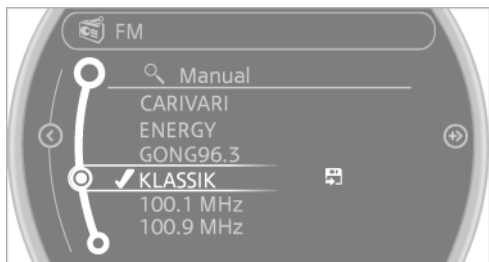 FM
Manual
CARIVARI
ENERGY
GONG96.3
KLASSIK
100.1 MHz
100.9 MHz